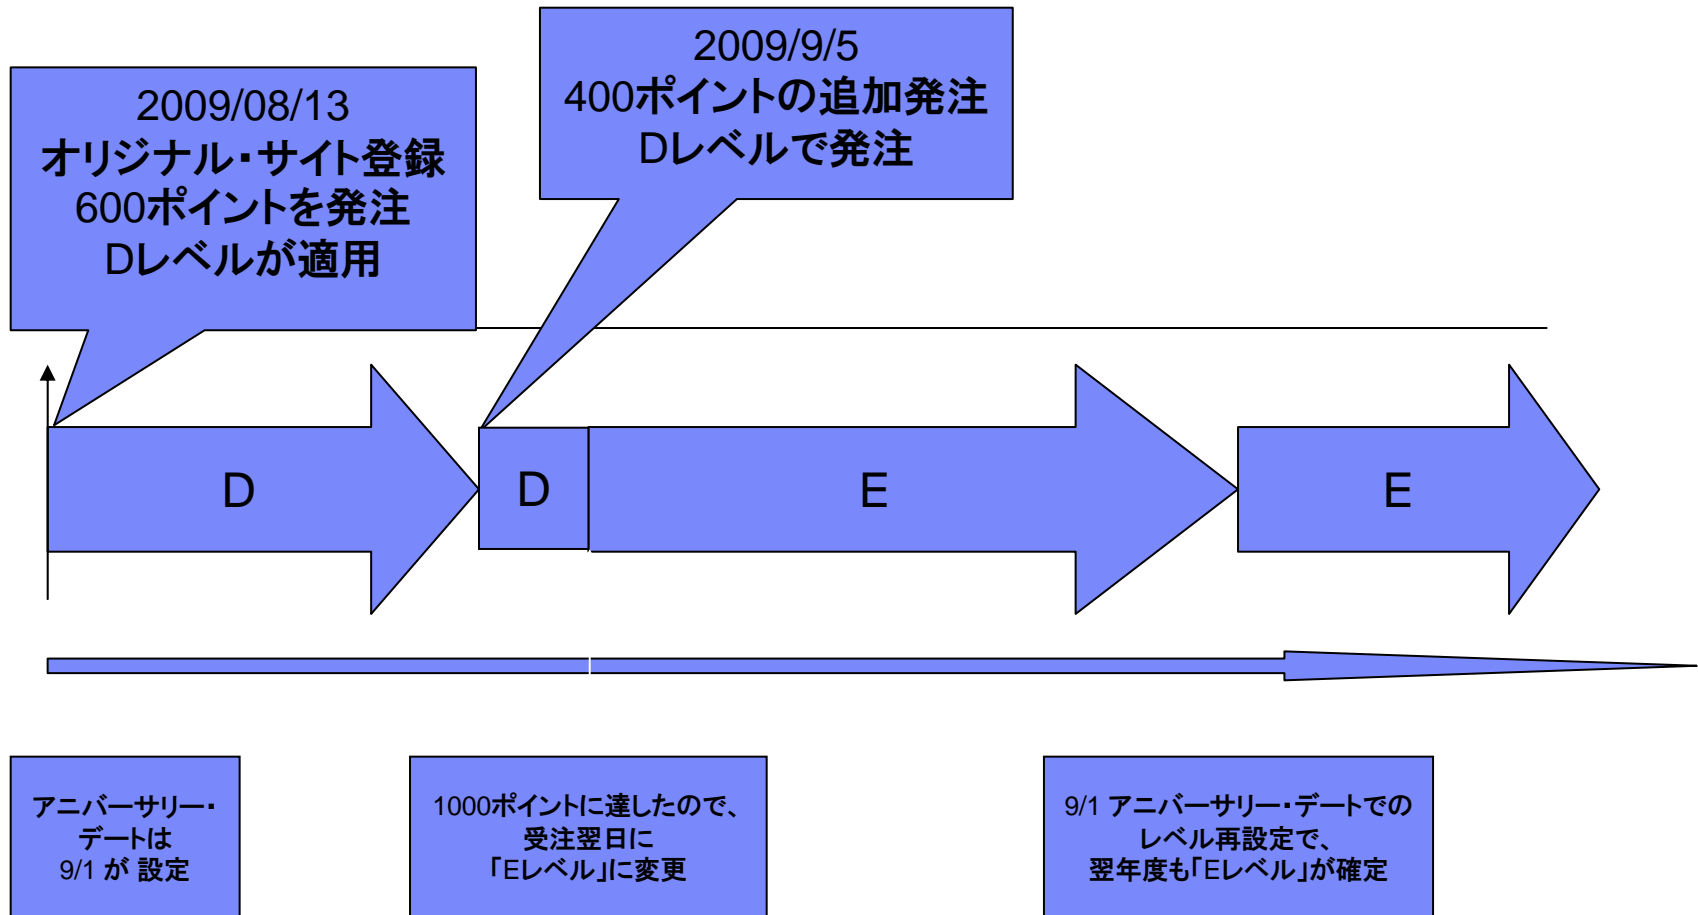 2009/08/13
オリジナル・サイト登録
600ポイントを発注
Dレベルが適用
2009/9/5
400ポイントの追加発注
Dレベルで発注
D
D
E
E
アニバーサリー・
デートは
9/1 が 設定
1000ポイントに達したので、
受注翌日に
「Eレベル」に変更
9/1 アニバーサリー・デートでの
レベル再設定で、
翌年度も「Eレベル」が確定